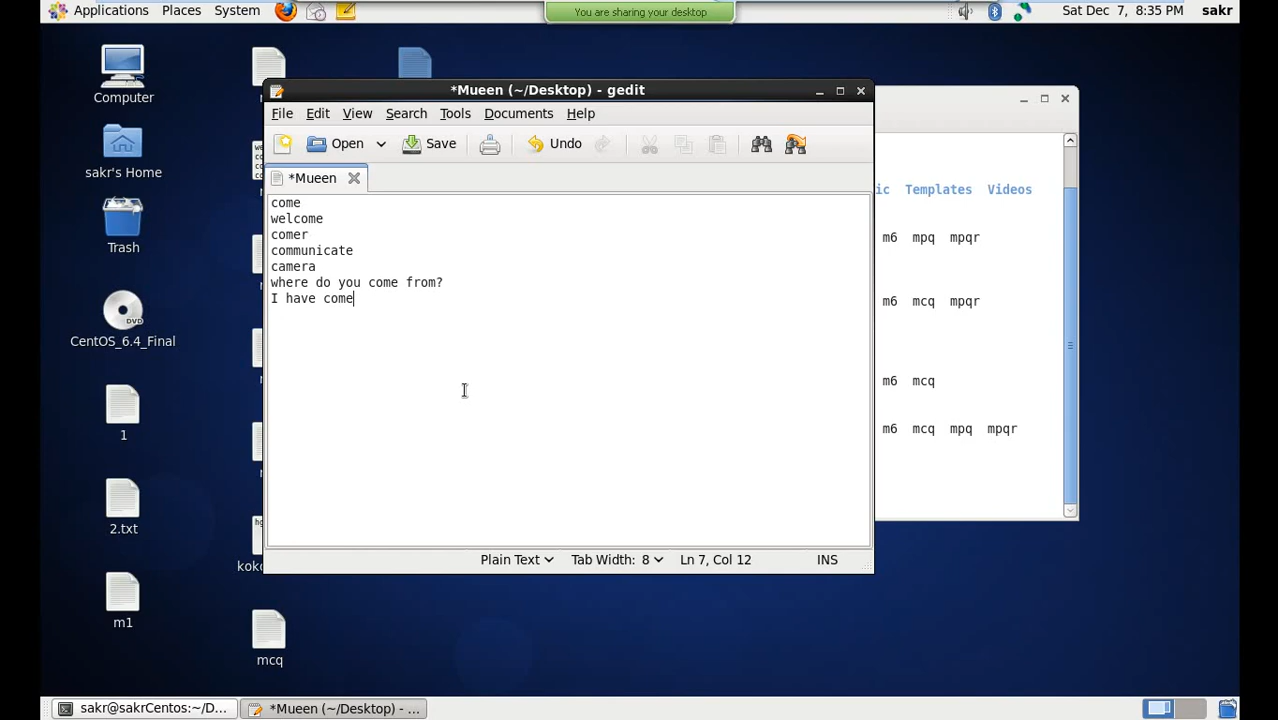 Applications Places System
You are sharing your desktop
Sat Dec 7, 8:35 PM sakr
Computer
sakr's Home
Trash
DVD
CentOS_6.4_Final
1
2.txt
m1
mcq
*Mueen (~/Desktop) - gedit
File Edit View Search Tools Documents Help
Open Save Undo
*Mueen
come
welcome
comer
communicate
camera
where do you come from?
I have come
Plain Text Tab Width: 8 Ln 7, Col 12 INS
ic Templates Videos
m6 mpq mpqr
m6 mcq mpqr
m6 mcq
m6 mcq mpq mpqr
sakr@sakrCentos:~/D...
*Mueen (~/Desktop) - ...